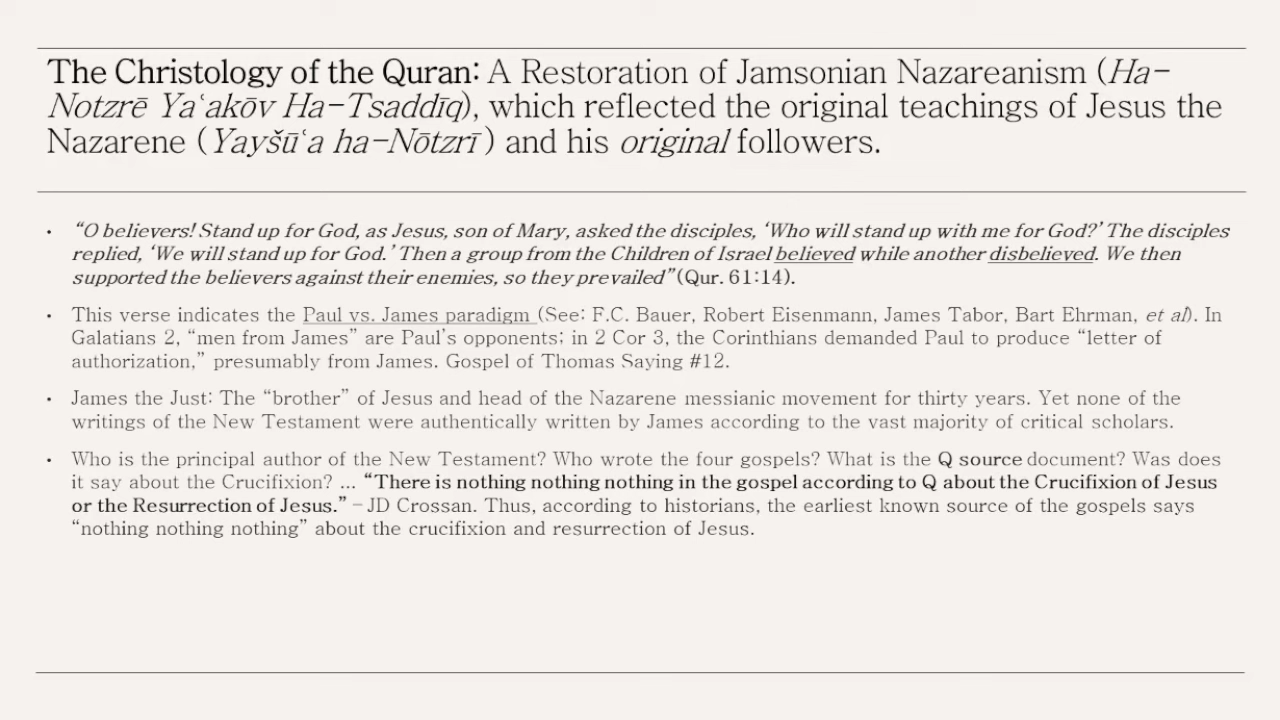 The Christology of the Quran: A Restoration of Jamsonian Nazareanism (Ha-
Notzrē Yaʿakōv Ha-Tsaddīq), which reflected the original teachings of Jesus the
Nazarene (Yayšūʿa ha-Nōtzrī) and his original followers.
• “O believers! Stand up for God, as Jesus, son of Mary, asked the disciples, ‘Who will stand up with me for God?’ The disciples
replied, ‘We will stand up for God.’ Then a group from the Children of Israel believed while another disbelieved. We then
supported the believers against their enemies, so they prevailed” (Qur. 61:14).
• This verse indicates the Paul vs. James paradigm (See: F.C. Bauer, Robert Eisenmann, James Tabor, Bart Ehrman, et al). In
Galatians 2, “men from James” are Paul’s opponents; in 2 Cor 3, the Corinthians demanded Paul to produce “letter of
authorization,” presumably from James. Gospel of Thomas Saying #12.
• James the Just: The “brother” of Jesus and head of the Nazarene messianic movement for thirty years. Yet none of the
writings of the New Testament were authentically written by James according to the vast majority of critical scholars.
• Who is the principal author of the New Testament? Who wrote the four gospels? What is the Q source document? Was does
it say about the Crucifixion? ... “There is nothing nothing nothing in the gospel according to Q about the Crucifixion of Jesus
or the Resurrection of Jesus.” – JD Crossan. Thus, according to historians, the earliest known source of the gospels says
“nothing nothing nothing” about the crucifixion and resurrection of Jesus.